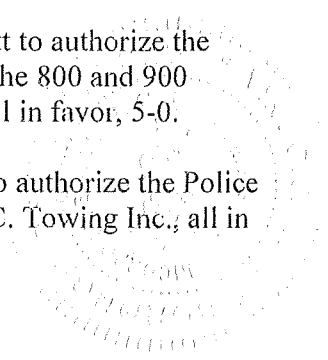 t to authorize the
he 800 and 900
l in favor, 5-0.
o authorize the Police
C. Towing Inc., all in